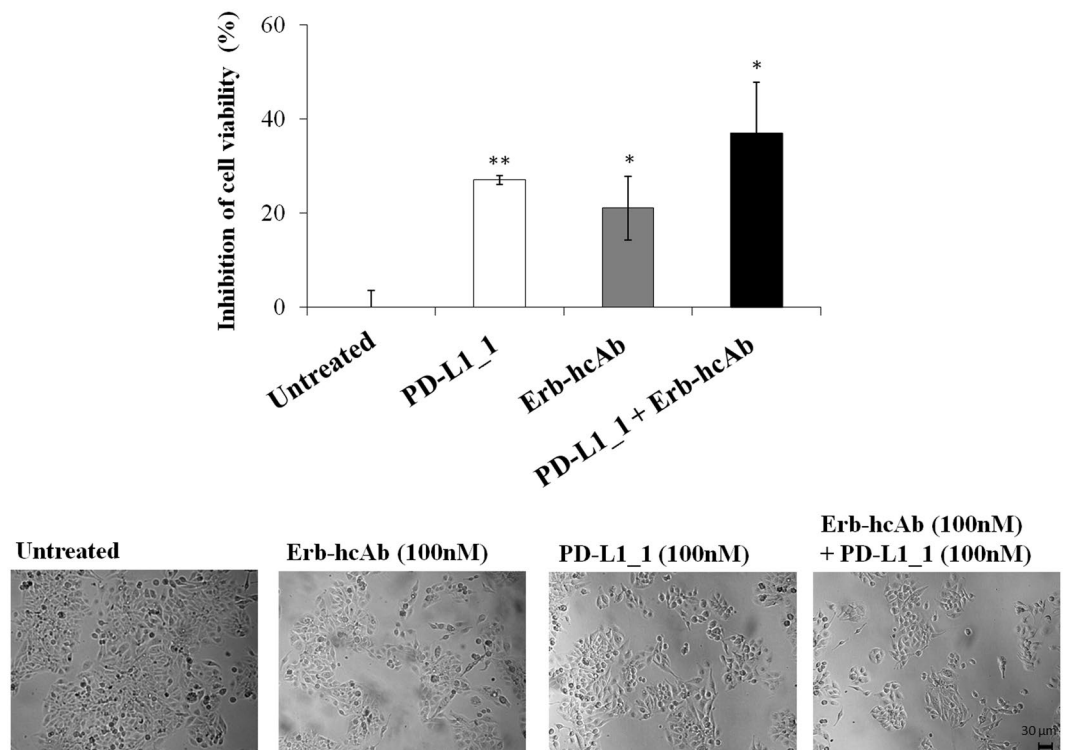 Inhibition of cell viability (%)
60
40
20
0
**
*
*
Untreated
PD-L1_1
Erb-hcAb
PD-L1_1+ Erb-hcAb
Untreated
Erb-hcAb (100nM)
PD-L1_1 (100nM)
Erb-hcAb (100nM)
+ PD-L1_1 (100nM)
30 µm